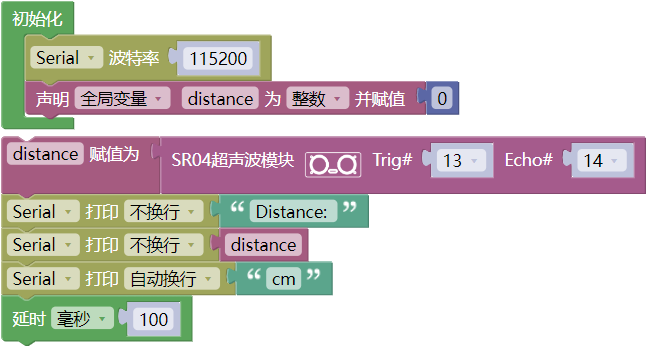 初始化
Serial 波特率 115200
声明 全局变量 distance 为 整数 并赋值 0
distance 赋值为 SR04超声波模块 Trig# 13 Echo# 14
Serial 打印 不换行 “ Distance: ”
Serial 打印 不换行 distance
Serial 打印 自动换行 “ cm ”
延时 毫秒 100